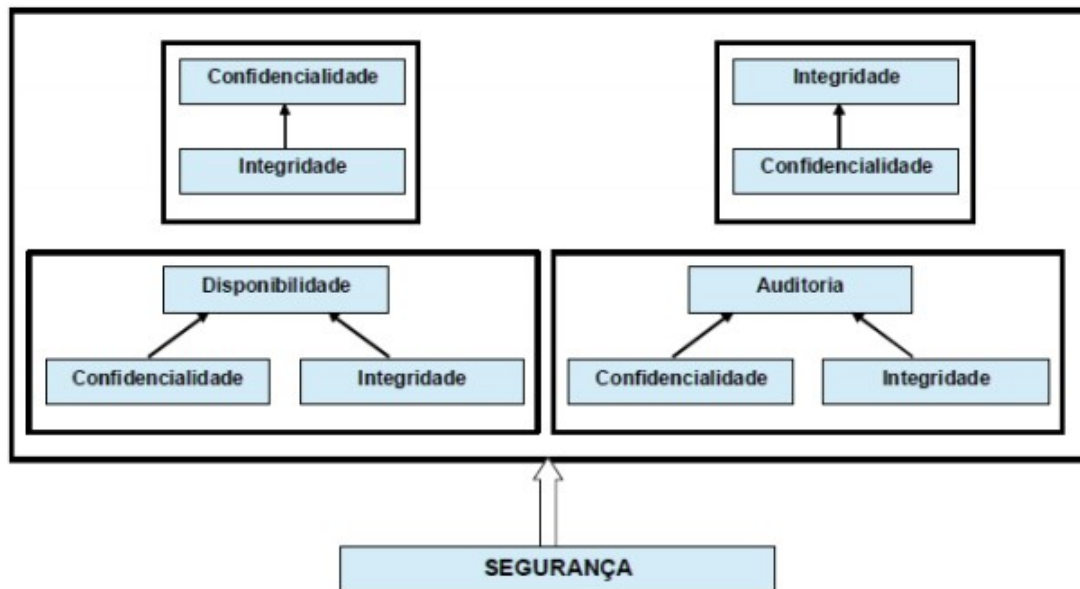 Confidencialidade
Integridade
Integridade
Confidencialidade
Disponibilidade
Confidencialidade
Integridade
Auditoria
Confidencialidade
Integridade
SEGURANÇA